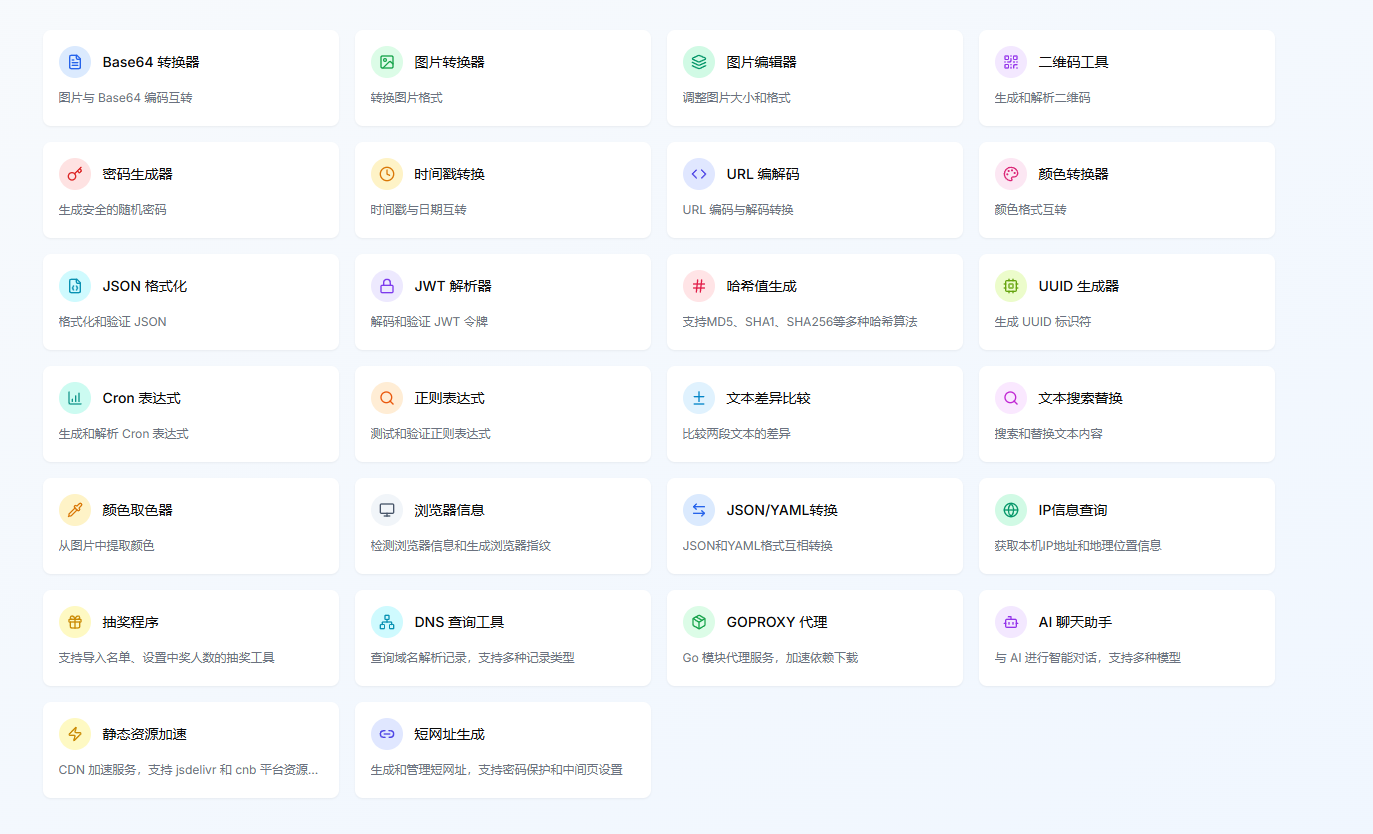 Base64 转换器
图片与 Base64 编码互转
图片转换器
转换图片格式
图片编辑器
调整图片大小和格式
二维码工具
生成和解析二维码
密码生成器
生成安全的随机密码
时间戳转换
时间戳与日期互转
URL 编解码
URL 编码与解码转换
颜色转换器
颜色格式互转
JSON 格式化
格式化和验证 JSON
JWT 解析器
解码和验证 JWT 令牌
哈希值生成
支持MD5、SHA1、SHA256等多种哈希算法
UUID 生成器
生成 UUID 标识符
Cron 表达式
生成和解析 Cron 表达式
正则表达式
测试和验证正则表达式
文本差异比较
比较两段文本的差异
文本搜索替换
搜索和替换文本内容
颜色取色器
从图片中提取颜色
浏览器信息
检测浏览器信息和生成浏览器指纹
JSON/YAML转换
JSON和YAML格式互相转换
IP信息查询
获取本机IP地址和地理位置信息
抽奖程序
支持导入名单、设置中奖人数的抽奖工具
DNS 查询工具
查询域名解析记录，支持多种记录类型
GOPROXY 代理
Go 模块代理服务，加速依赖下载
AI 聊天助手
与 AI 进行智能对话，支持多种模型
静态资源加速
CDN 加速服务，支持 jsdelivr 和 cnb 平台资源...
短网址生成
生成和管理短网址，支持密码保护和中间页设置